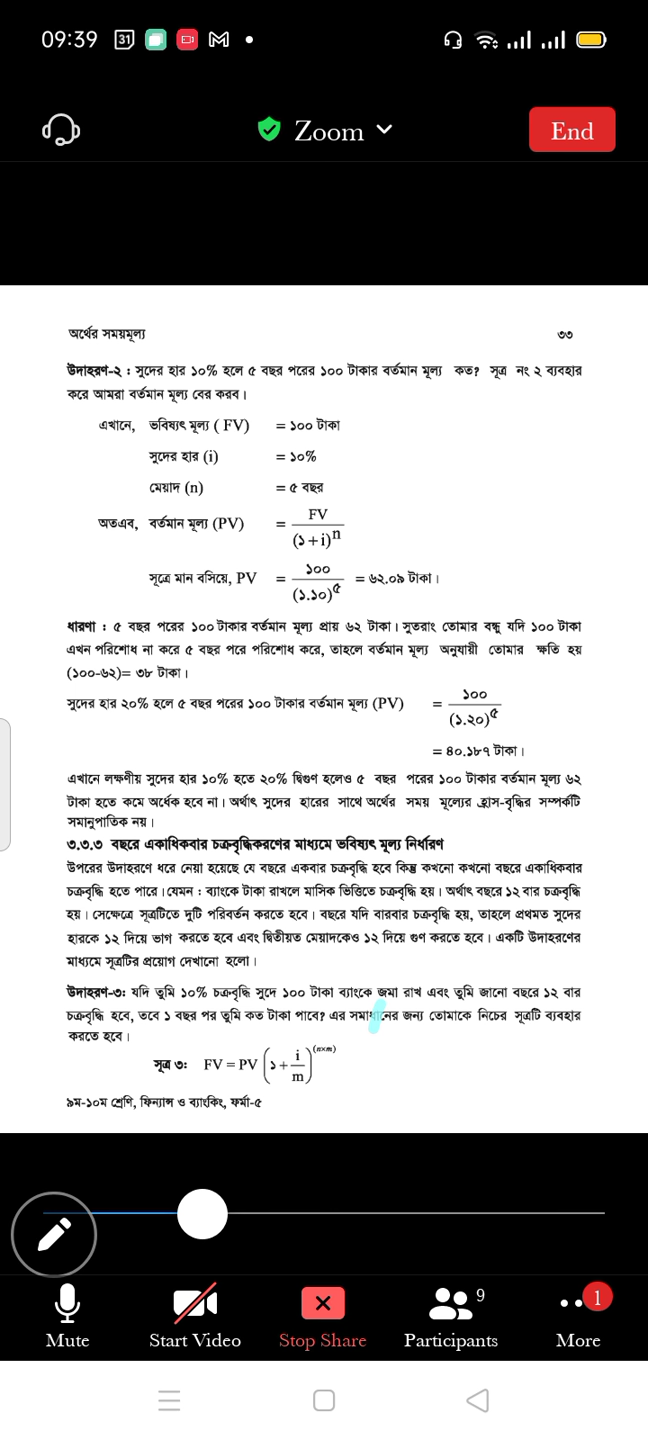 09:39
31
Zoom
End
অর্থের সময়মূল্য ৩৩
উদাহরণ-২ : সুদের হার ১০% হলে ৫ বছর পরের ১০০ টাকার বর্তমান মূল্য কত? সূত্র নং ২ ব্যবহার
করে আমরা বর্তমান মূল্য বের করব।
এখানে, ভবিষ্যৎ মূল্য ( FV) = ১০০ টাকা
সুদের হার (i) = ১০%
মেয়াদ (n) = ৫ বছর
অতএব, বর্তমান মূল্য (PV) = FV / (১+i)^n
সূত্রে মান বসিয়ে, PV = ১০০ / (১.১০)^৫ = ৬২.০৯ টাকা।
ধারণা : ৫ বছর পরের ১০০ টাকার বর্তমান মূল্য প্রায় ৬২ টাকা। সুতরাং তোমার বন্ধু যদি ১০০ টাকা
এখন পরিশোধ না করে ৫ বছর পরে পরিশোধ করে, তাহলে বর্তমান মূল্য অনুযায়ী তোমার ক্ষতি হয়
(১০০-৬২)= ৩৮ টাকা।
সুদের হার ২০% হলে ৫ বছর পরের ১০০ টাকার বর্তমান মূল্য (PV) = ১০০ / (১.২০)^৫
= ৪০.১৮৭ টাকা।
এখানে লক্ষণীয় সুদের হার ১০% হতে ২০% দ্বিগুণ হলেও ৫ বছর পরের ১০০ টাকার বর্তমান মূল্য ৬২
টাকা হতে কমে অর্ধেক হবে না। অর্থাৎ সুদের হারের সাথে অর্থের সময় মূল্যের হ্রাস-বৃদ্ধির সম্পর্কটি
সমানুপাতিক নয়।
৩.৩.৩ বছরে একাধিকবার চক্রবৃদ্ধিকরণের মাধ্যমে ভবিষ্যৎ মূল্য নির্ধারণ
উপরের উদাহরণে ধরে নেয়া হয়েছে যে বছরে একবার চক্রবৃদ্ধি হবে কিন্তু কখনো কখনো বছরে একাধিকবার
চক্রবৃদ্ধি হতে পারে। যেমন : ব্যাংকে টাকা রাখলে মাসিক ভিত্তিতে চক্রবৃদ্ধি হয়। অর্থাৎ বছরে ১২ বার চক্রবৃদ্ধি
হয়। সেক্ষেত্রে সূত্রটিতে দুটি পরিবর্তন করতে হবে। বছরে যদি বারবার চক্রবৃদ্ধি হয়, তাহলে প্রথমত সুদের
হারকে ১২ দিয়ে ভাগ করতে হবে এবং দ্বিতীয়ত মেয়াদকেও ১২ দিয়ে গুণ করতে হবে। একটি উদাহরণের
মাধ্যমে সূত্রটির প্রয়োগ দেখানো হলো।
উদাহরণ-৩: যদি তুমি ১০% চক্রবৃদ্ধি সুদে ১০০ টাকা ব্যাংকে জমা রাখ এবং তুমি জানো বছরে ১২ বার
চক্রবৃদ্ধি হবে, তবে ১ বছর পর তুমি কত টাকা পাবে? এর সমাধানের জন্য তোমাকে নিচের সূত্রটি ব্যবহার
করতে হবে।
সূত্র ৩: FV = PV (১+ i/m)^(n×m)
৯ম-১০ম শ্রেণি, ফিন্যান্স ও ব্যাংকিং, ফর্মা-৫
9
1
Mute Start Video Stop Share Participants More